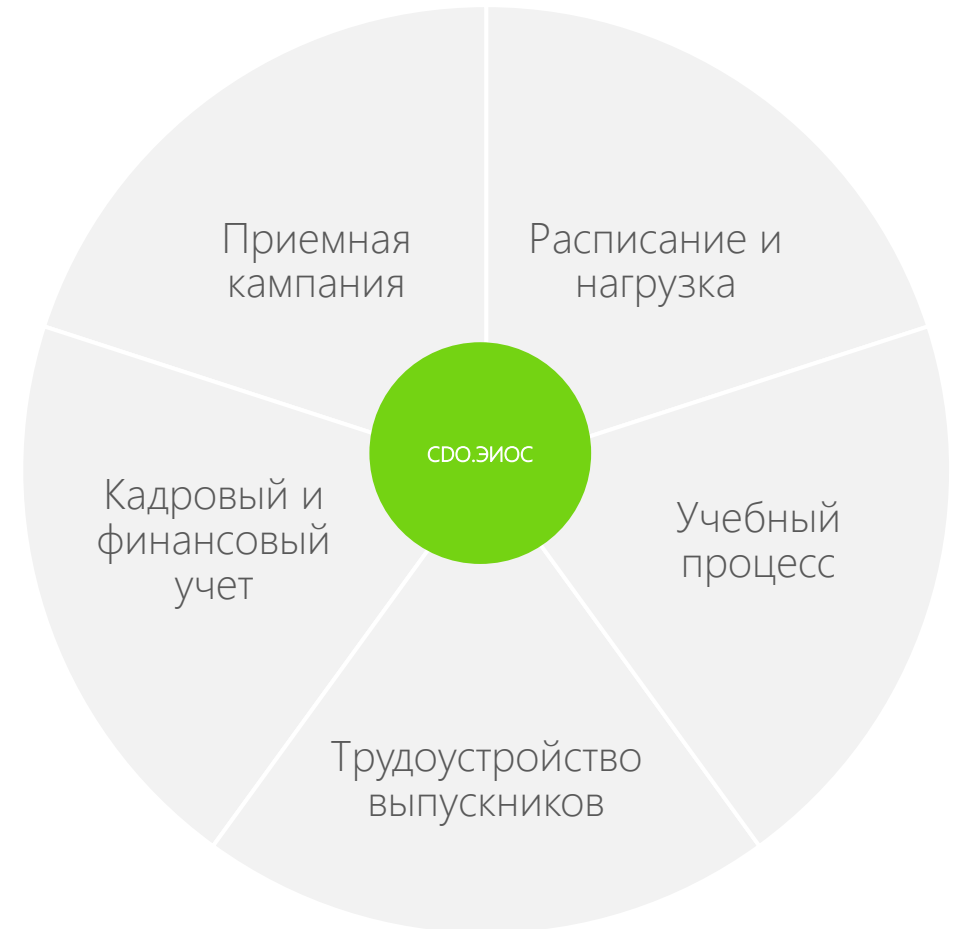 Приемная
кампания
Расписание и
нагрузка
CDO.ЭИОС
Кадровый и
финансовый
учет
Учебный
процесс
Трудоустройство
выпускников